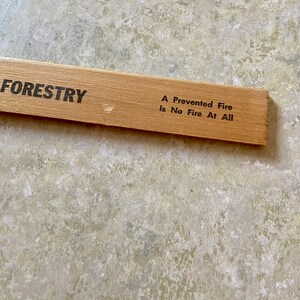 FORESTRY
A Prevented Fire
Is No Fire At All